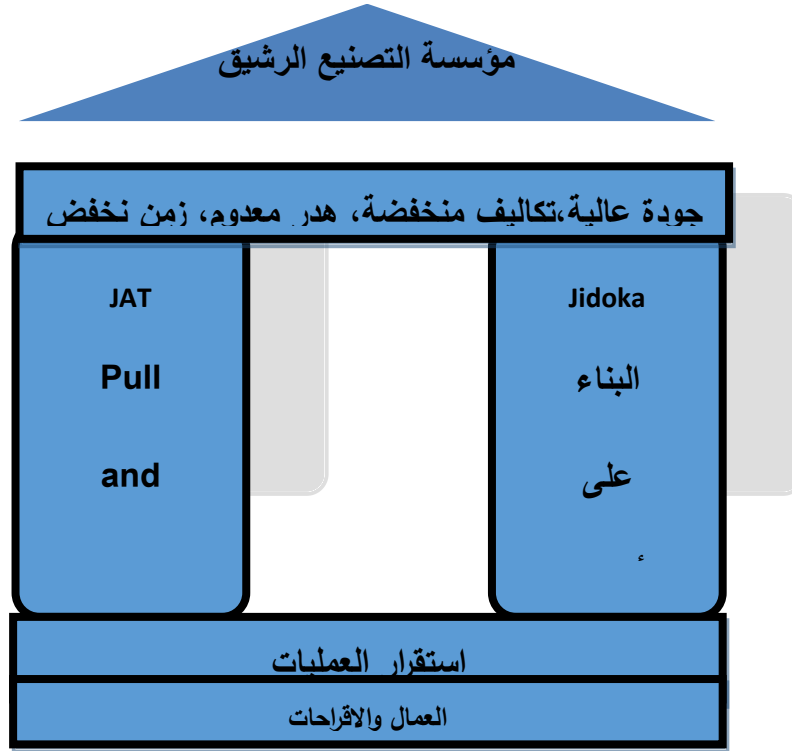 مؤسسة التصنيع الرشيق
جودة عالية،تكاليف منخفضة، هدر معدوم، زمن نخفض
Jidoka
البناء
على
JAT
Pull
and
استقرار العمليات
العمال والاقراحات